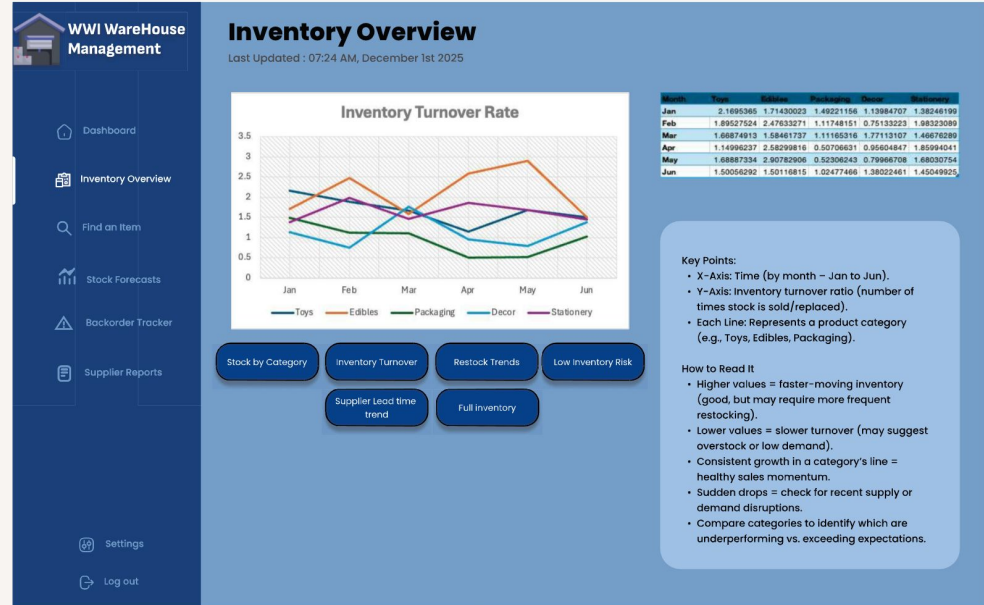 WWI WareHouse
Management
Dashboard
Inventory Overview
Find an Item
Stock Forecasts
Backorder Tracker
Supplier Reports
Settings
Log out
Inventory Overview
Last Updated : 07:24 AM, December 1st 2025
Inventory Turnover Rate
3.5
3
2.5
2
1.5
1
0.5
0
Jan Feb Mar Apr May Jun
Toys Edibles Packaging Decor Stationery
Stock by Category
Inventory Turnover
Restock Trends
Low Inventory Risk
Supplier Lead time
trend
Full inventory
Month Toys Edibles Packaging Decor Stationery
Jan 2.1695365 1.71430023 1.49221156 1.13984707 1.38246199
Feb 1.89527524 2.47633271 1.11748151 0.75133223 1.98323089
Mar 1.66874913 1.58461737 1.11165316 1.77113107 1.46676289
Apr 1.14996237 2.58299816 0.50706631 0.95604847 1.85994041
May 1.68887334 2.90782906 0.52306243 0.79966708 1.68030754
Jun 1.50056292 1.50116815 1.02477466 1.38022461 1.45049925
Key Points:
• X-Axis: Time (by month – Jan to Jun).
• Y-Axis: Inventory turnover ratio (number of
times stock is sold/replaced).
• Each Line: Represents a product category
(e.g., Toys, Edibles, Packaging).
How to Read It
• Higher values = faster-moving inventory
(good, but may require more frequent
restocking).
• Lower values = slower turnover (may suggest
overstock or low demand).
• Consistent growth in a category's line =
healthy sales momentum.
• Sudden drops = check for recent supply or
demand disruptions.
• Compare categories to identify which are
underperforming vs. exceeding expectations.